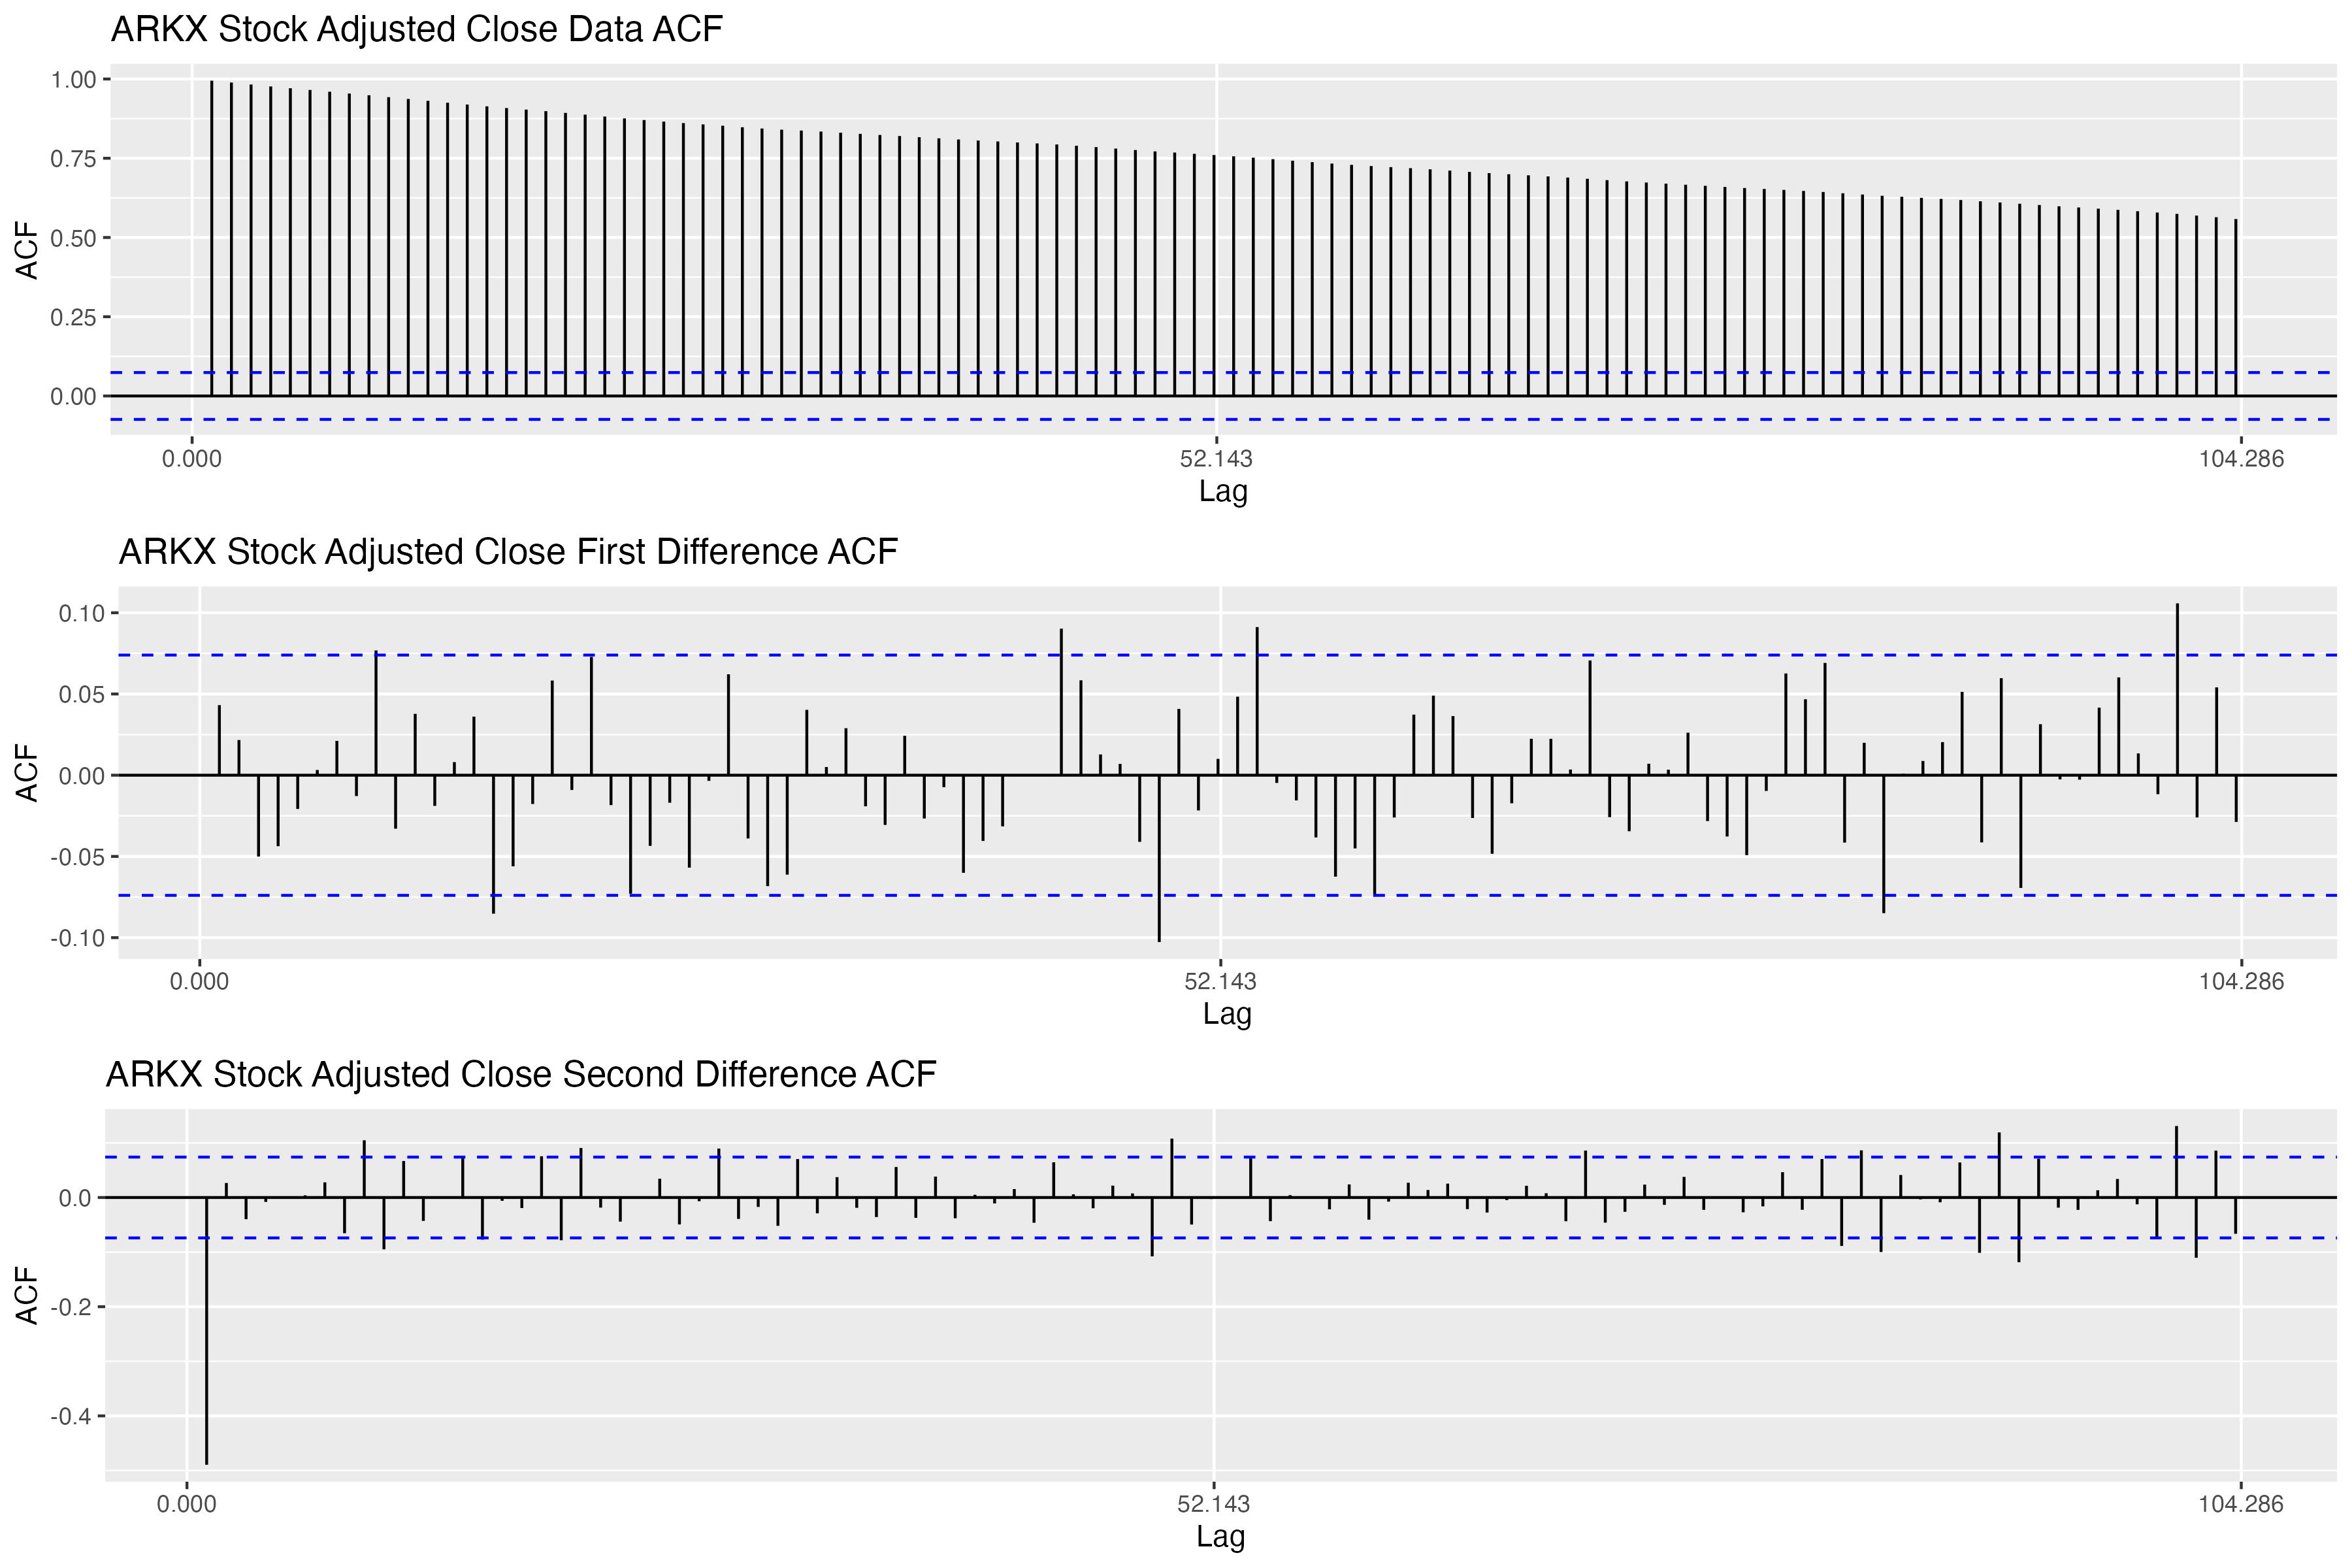 ARKX Stock Adjusted Close Data ACF
1.00
0.75
0.50
0.25
0.00
ACF
0.000 52.143 104.286
Lag
ARKX Stock Adjusted Close First Difference ACF
0.10
0.05
0.00
-0.05
-0.10
ACF
0.000 52.143 104.286
Lag
ARKX Stock Adjusted Close Second Difference ACF
0.0
-0.2
-0.4
ACF
0.000 52.143 104.286
Lag